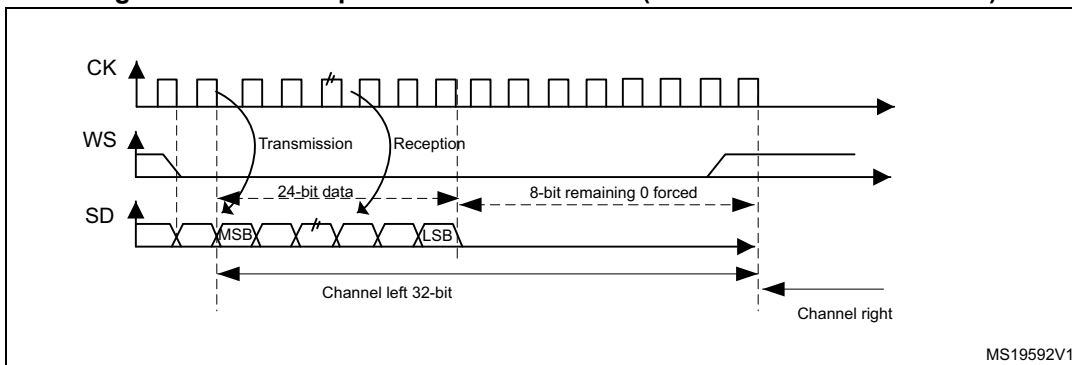 CK
WS
Transmission
Reception
24-bit data
8-bit remaining 0 forced
SD
MSB
LSB
Channel left 32-bit
Channel right
MS19592V1